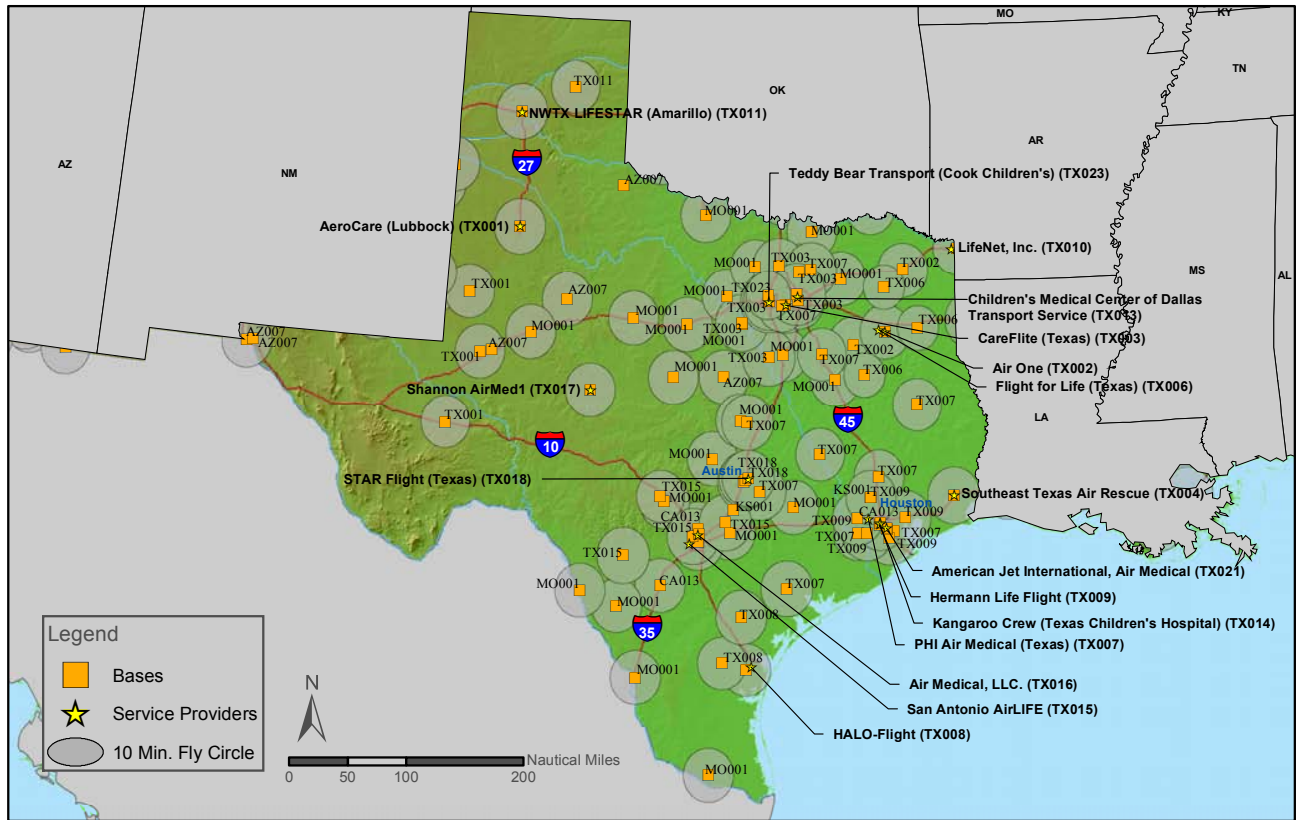 MO
KY
TN
OK
AR
AZ
NM
MS
AL
LA
TX011
NWTX LIFESTAR (Amarillo) (TX011)
27
Teddy Bear Transport (Cook Children's) (TX023)
AZ007
MO001
AeroCare (Lubbock) (TX001)
MO001
LifeNet, Inc. (TX010)
MO001
TX003
TX007
TX002
TX003
MO001
TX001
AZ007
MO001
TX023
TX006
Children's Medical Center of Dallas
Transport Service (TX013)
TX003
TX003
MO001
MO001
TX003
TX007
TX006
CareFlite (Texas) (TX003)
AZ007
AZ007
MO001
MO001
TX002
Air One (TX002)
TX001
AZ007
TX003
MO001
TX007
Flight for Life (Texas) (TX006)
Shannon AirMed1 (TX017)
MO001
AZ007
MO001
TX006
TX007
TX001
MO001
TX007
45
10
MO001
TX007
TX018
Austin
TX018
TX007
STAR Flight (Texas) (TX018)
TX007
TX015
MO001
KS001
MO001
KS001
TX009
Houston
Southeast Texas Air Rescue (TX004)
CA013
TX015
TX015
MO001
TX009
CA013
TX009
TX007
TX007
TX009
TX009
TX015
MO001
CA013
TX007
American Jet International, Air Medical (TX021)
MO001
Hermann Life Flight (TX009)
TX008
Kangaroo Crew (Texas Children's Hospital) (TX014)
35
PHI Air Medical (Texas) (TX007)
TX008
MO001
Air Medical, LLC. (TX016)
San Antonio AirLIFE (TX015)
HALO-Flight (TX008)
MO001
Legend
Bases
Service Providers
10 Min. Fly Circle
N
Nautical Miles
0 50 100 200